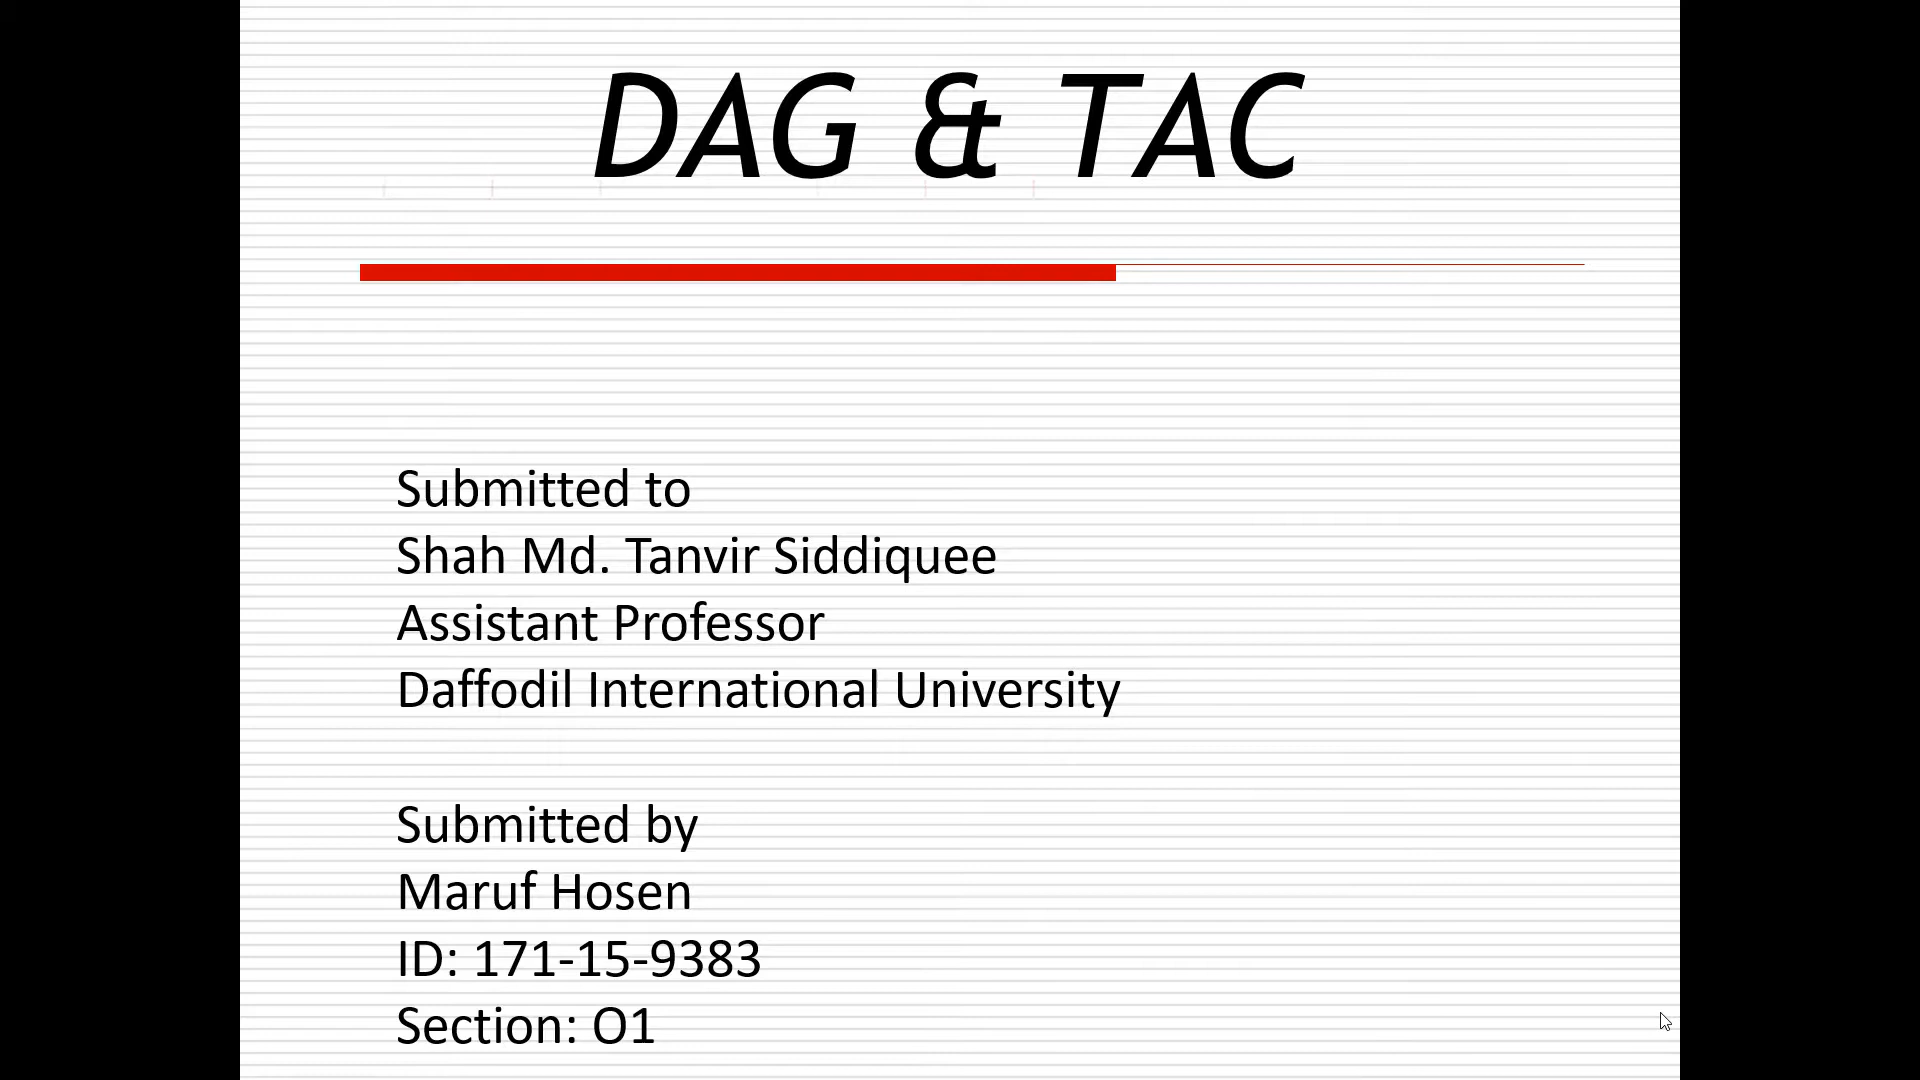 DAG & TAC
Submitted to
Shah Md. Tanvir Siddiquee
Assistant Professor
Daffodil International University
Submitted by
Maruf Hosen
ID: 171-15-9383
Section: O1